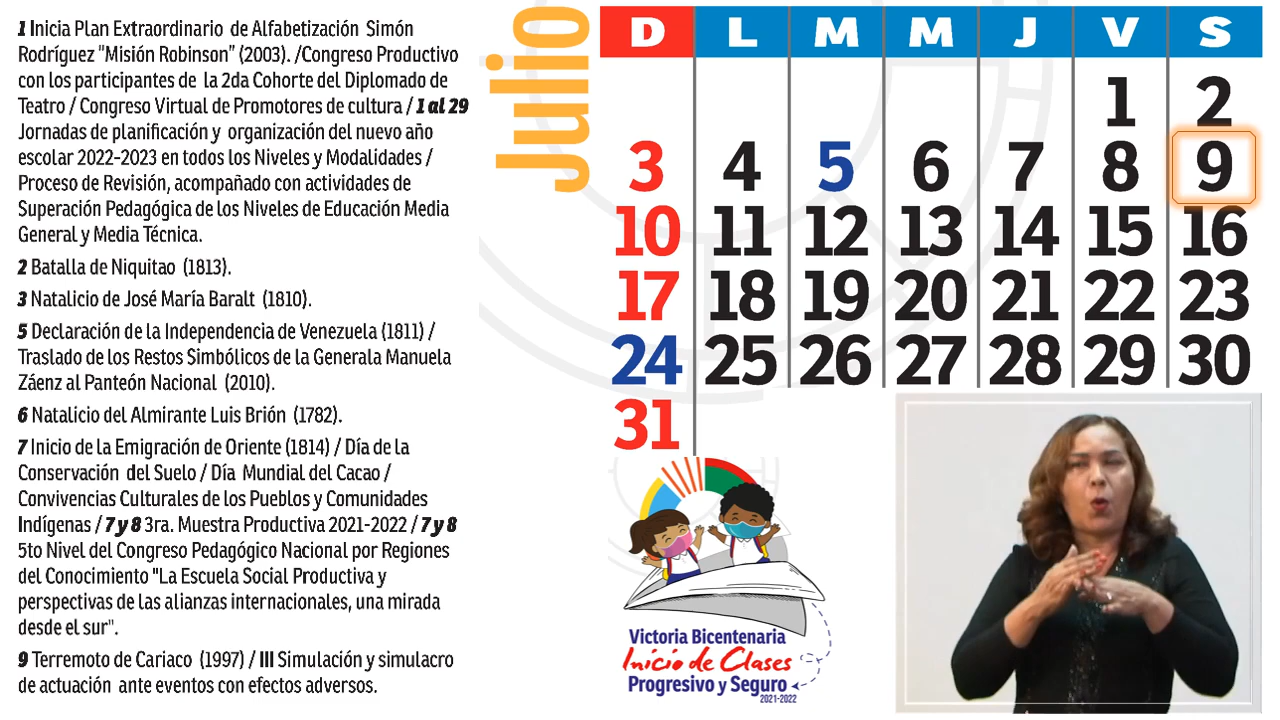 1 Inicia Plan Extraordinario de Alfabetización Simón
Rodríguez "Misión Robinson" (2003). /Congreso Productivo
con los participantes de la 2da Cohorte del Diplomado de
Teatro / Congreso Virtual de Promotores de cultura / 1 al 29
Jornadas de planificación y organización del nuevo año
escolar 2022-2023 en todos los Niveles y Modalidades /
Proceso de Revisión, acompañado con actividades de
Superación Pedagógica de los Niveles de Educación Media
General y Media Técnica.
2 Batalla de Niquitao (1813).
3 Natalicio de José María Baralt (1810).
5 Declaración de la Independencia de Venezuela (1811) /
Traslado de los Restos Simbólicos de la Generala Manuela
Záenz al Panteón Nacional (2010).
6 Natalicio del Almirante Luis Brión (1782).
7 Inicio de la Emigración de Oriente (1814) / Día de la
Conservación del Suelo / Día Mundial del Cacao /
Convivencias Culturales de los Pueblos y Comunidades
Indígenas / 7 y 8 3ra. Muestra Productiva 2021-2022 / 7 y 8
5to Nivel del Congreso Pedagógico Nacional por Regiones
del Conocimiento "La Escuela Social Productiva y
perspectivas de las alianzas internacionales, una mirada
desde el sur".
9 Terremoto de Cariaco (1997) / III Simulación y simulacro
de actuación ante eventos con efectos adversos.
Julio
D L M M J V S
1 2
3 4 5 6 7 8 9
10 11 12 13 14 15 16
17 18 19 20 21 22 23
24 25 26 27 28 29 30
31
Victoria Bicentenaria
Inicio de Clases
Progresivo y Seguro
2021-2022